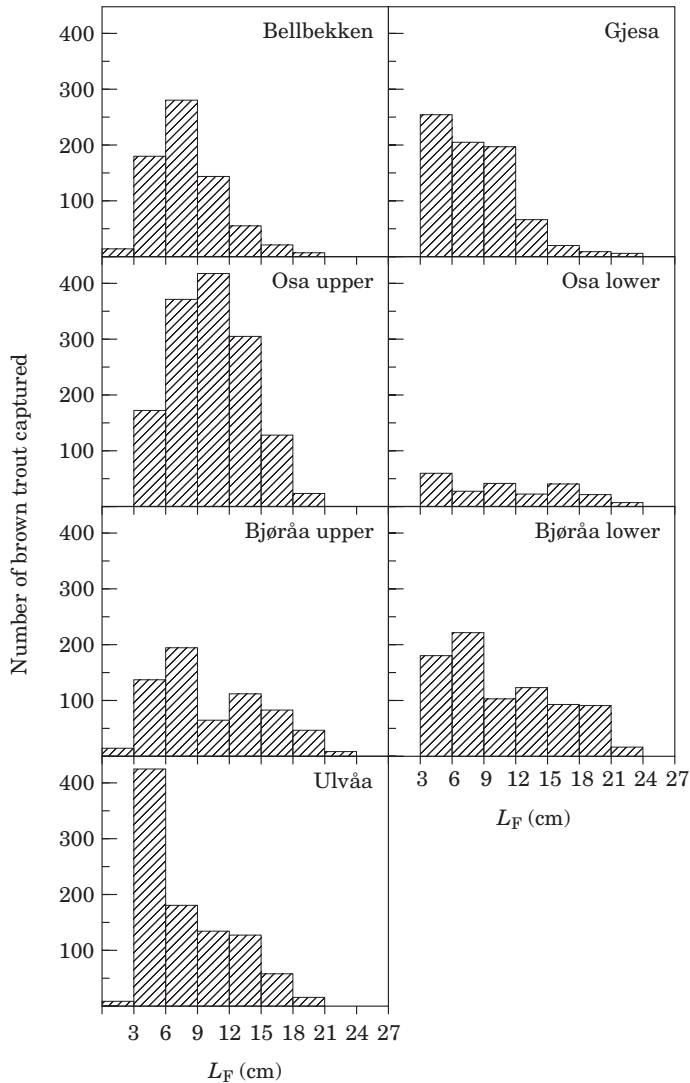 400
300
200
100
Bellbekken
Gjesa
400
300
200
100
Osa upper
Osa lower
Number of brown trout captured
400
300
200
100
Bjøråa upper
Bjøråa lower
3 6 9 12 15 18 21 24 27
L_F (cm)
400
300
200
100
Ulvåa
3 6 9 12 15 18 21 24 27
L_F (cm)